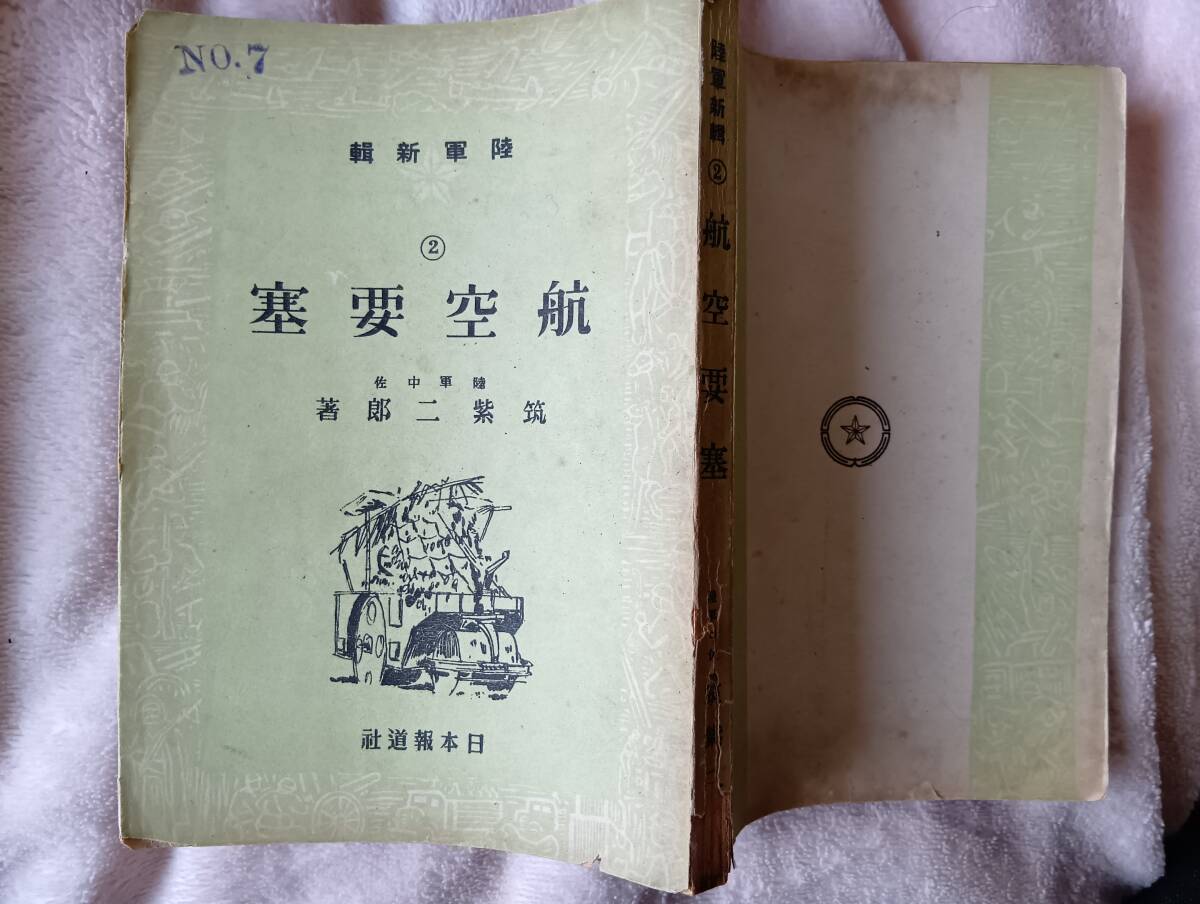 NO.7
陸軍新輯
②
航空要塞
陸軍中佐
筑紫二郎著
日本報道社
陸軍新輯②航空要塞